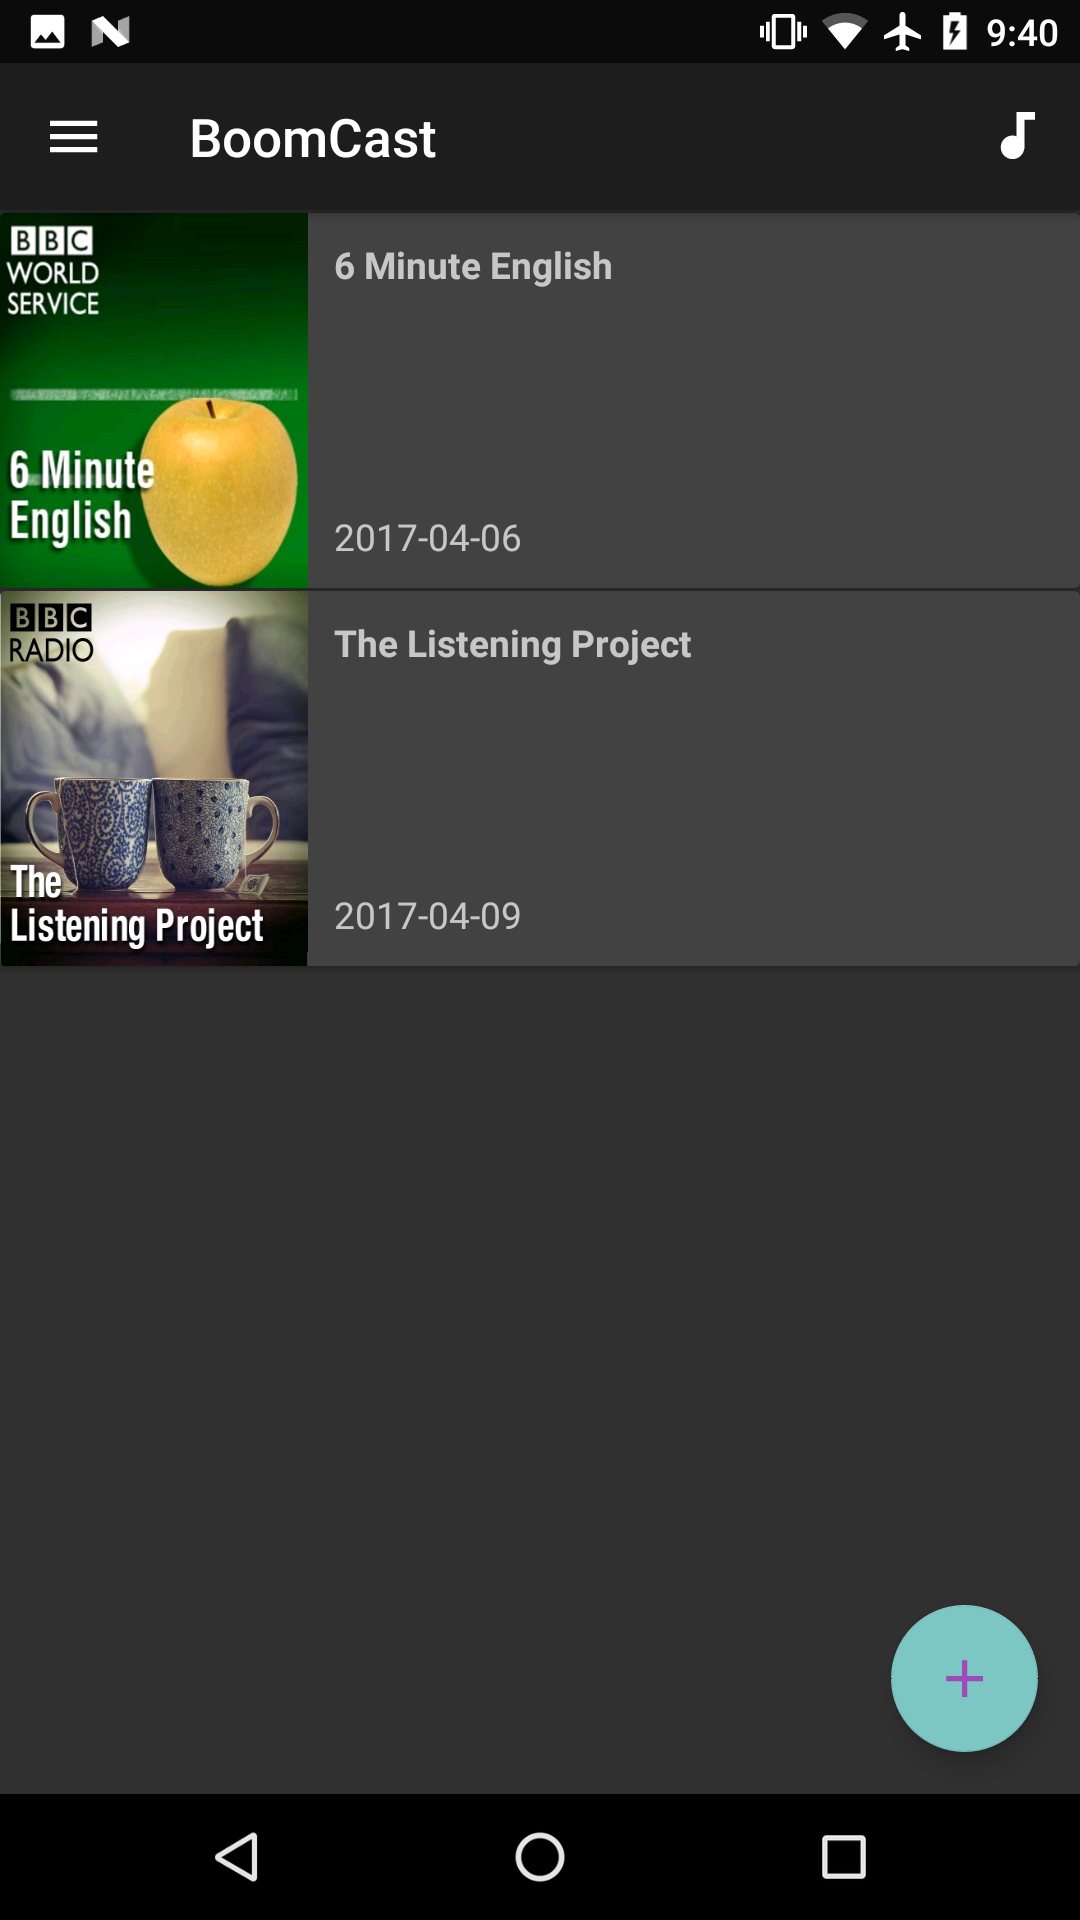 9:40
BoomCast
BBC
WORLD
SERVICE
6 Minute
English
6 Minute English
2017-04-06
BBC
RADIO
The
Listening Project
The Listening Project
2017-04-09